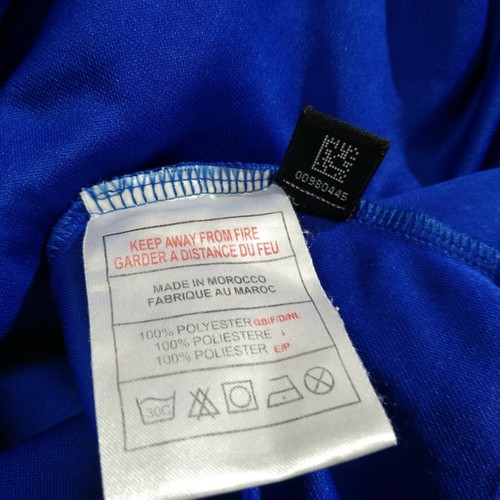 00980445
KEEP AWAY FROM FIRE
GARDER A DISTANCE DU FEU
MADE IN MOROCCO
FABRIQUE AU MAROC
100% POLYESTER GB/F/D/NL
100% POLIESTERE I
100% POLIESTER E/P
30C